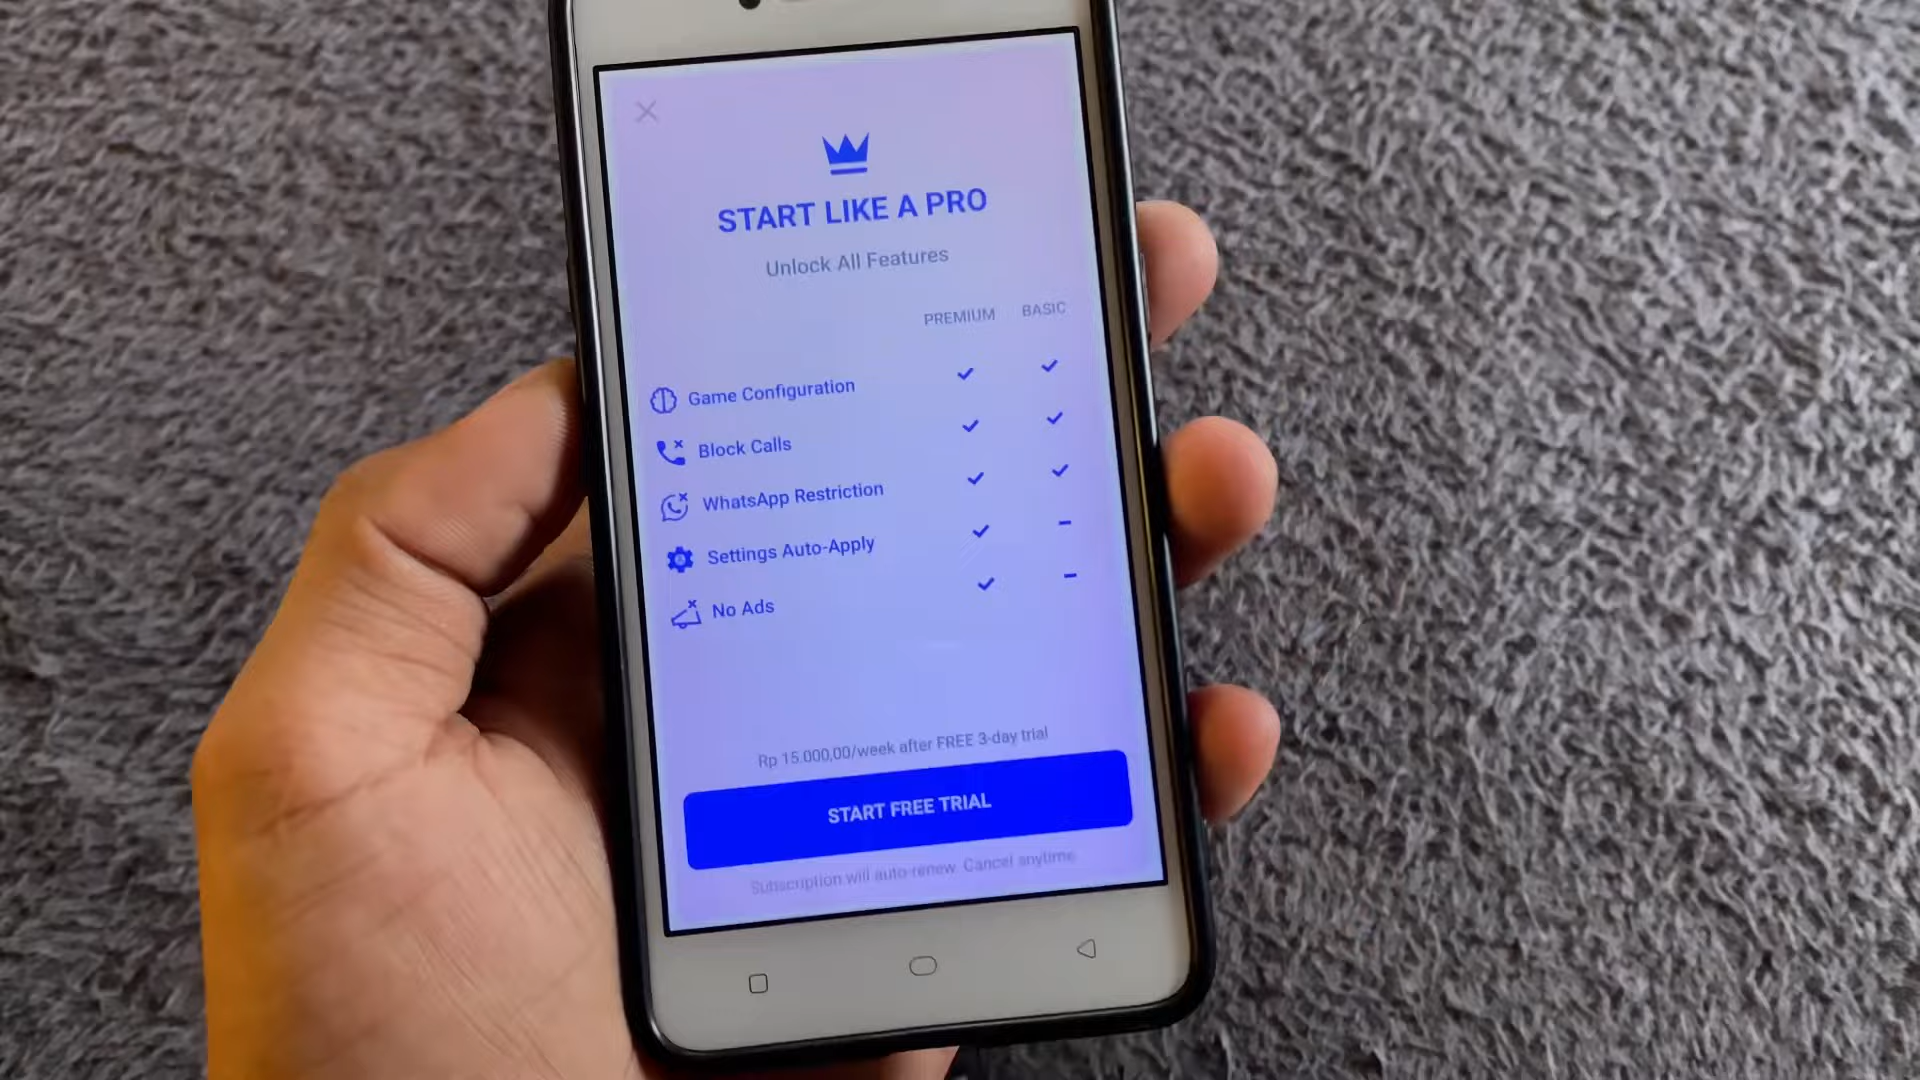 START LIKE A PRO
Unlock All Features
PREMIUM BASIC
Game Configuration
Block Calls
WhatsApp Restriction
Settings Auto-Apply
No Ads
Rp 15.000,00/week after FREE 3-day trial
START FREE TRIAL
Subscription will auto-renew. Cancel anytime.